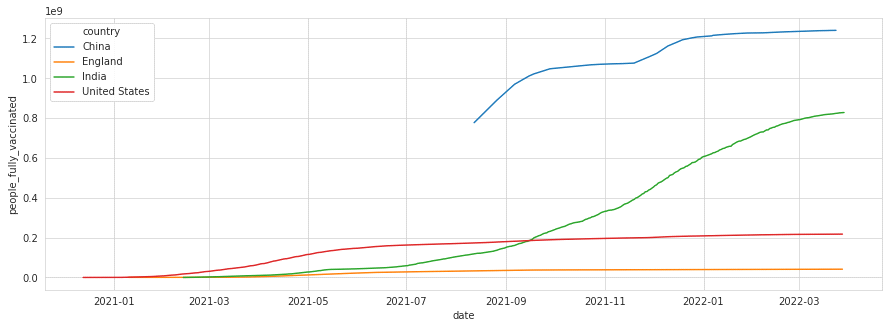 1e9
country
China
England
India
United States
1.2
1.0
0.8
0.6
0.4
0.2
0.0
people_fully_vaccinated
2021-01
2021-03
2021-05
2021-07
2021-09
2021-11
2022-01
2022-03
date